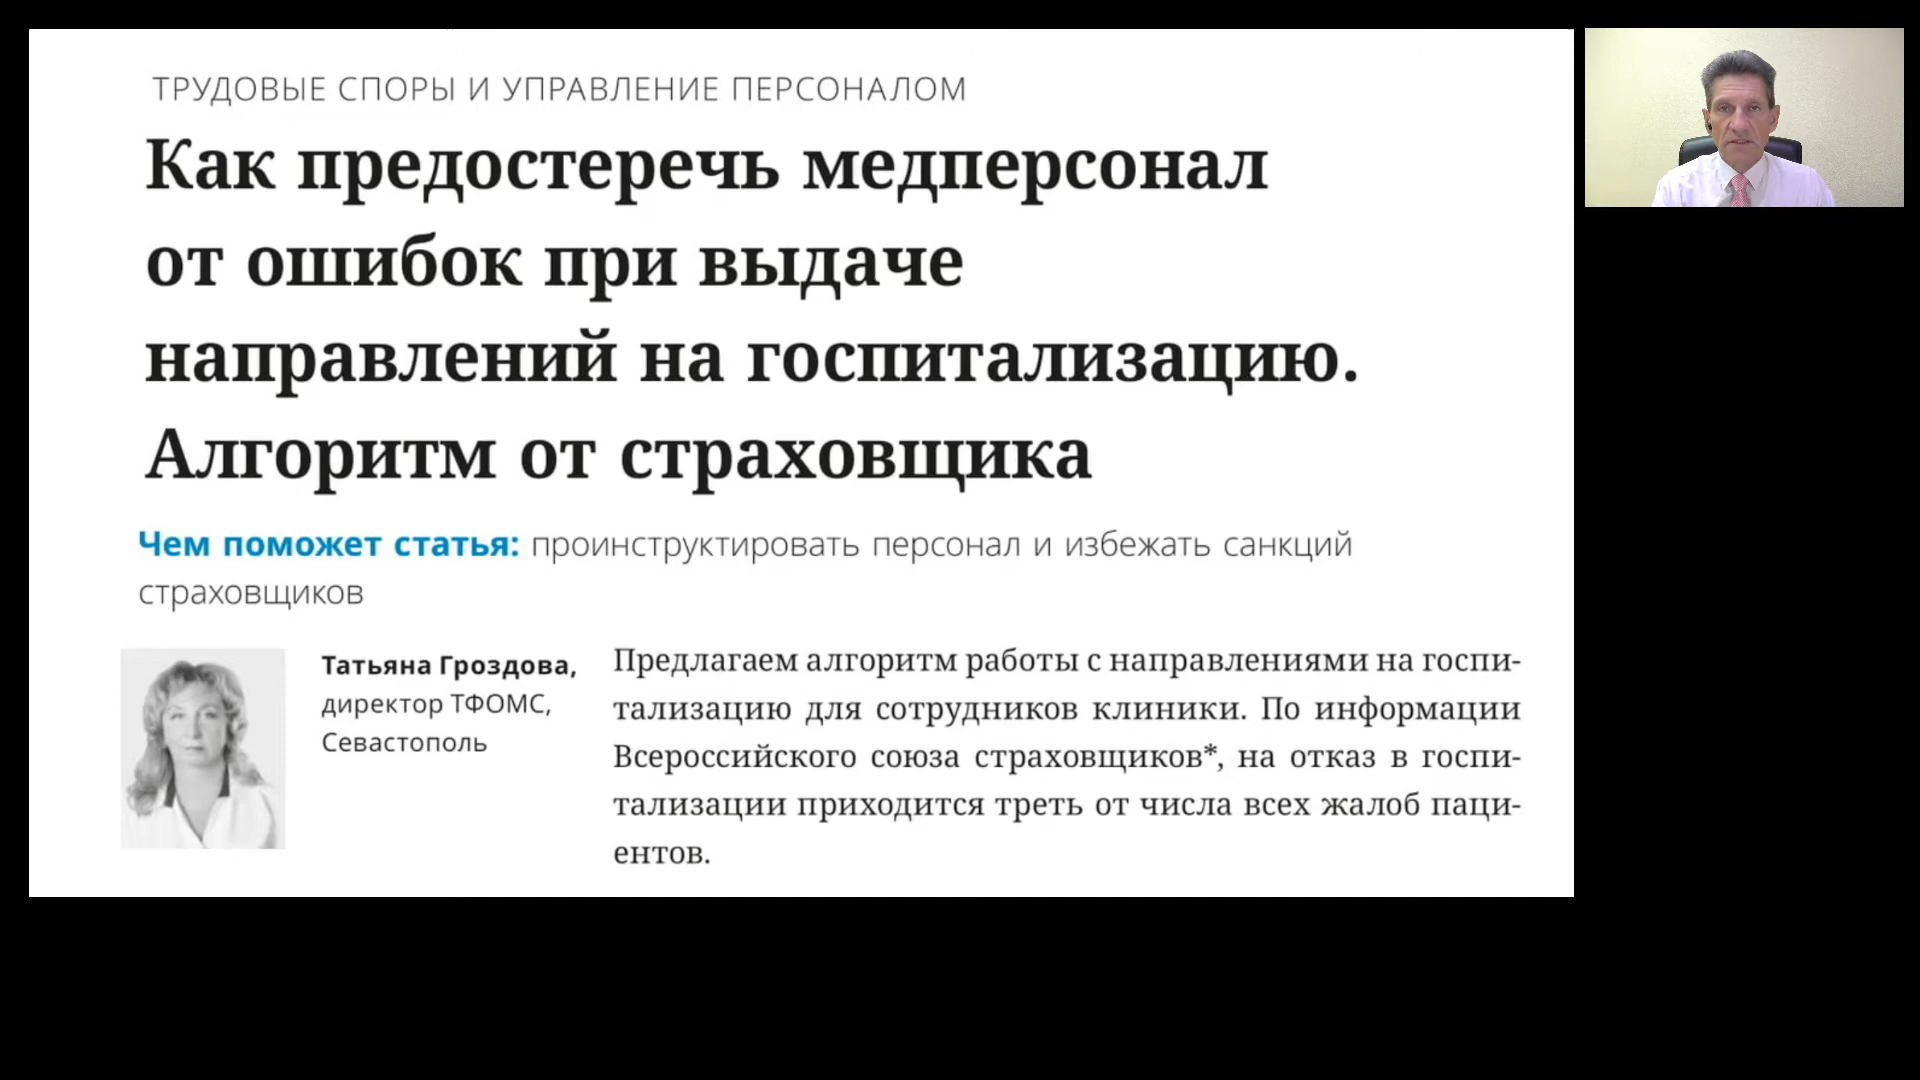 ТРУДОВЫЕ СПОРЫ И УПРАВЛЕНИЕ ПЕРСОНАЛОМ
Как предостеречь медперсонал
от ошибок при выдаче
направлений на госпитализацию.
Алгоритм от страховщика
Чем поможет статья: проинструктировать персонал и избежать санкций
страховщиков
Татьяна Гроздова,
директор ТФОМС,
Севастополь
Предлагаем алгоритм работы с направлениями на госпи-
тализацию для сотрудников клиники. По информации
Всероссийского союза страховщиков*, на отказ в госпи-
тализации приходится треть от числа всех жалоб паци-
ентов.